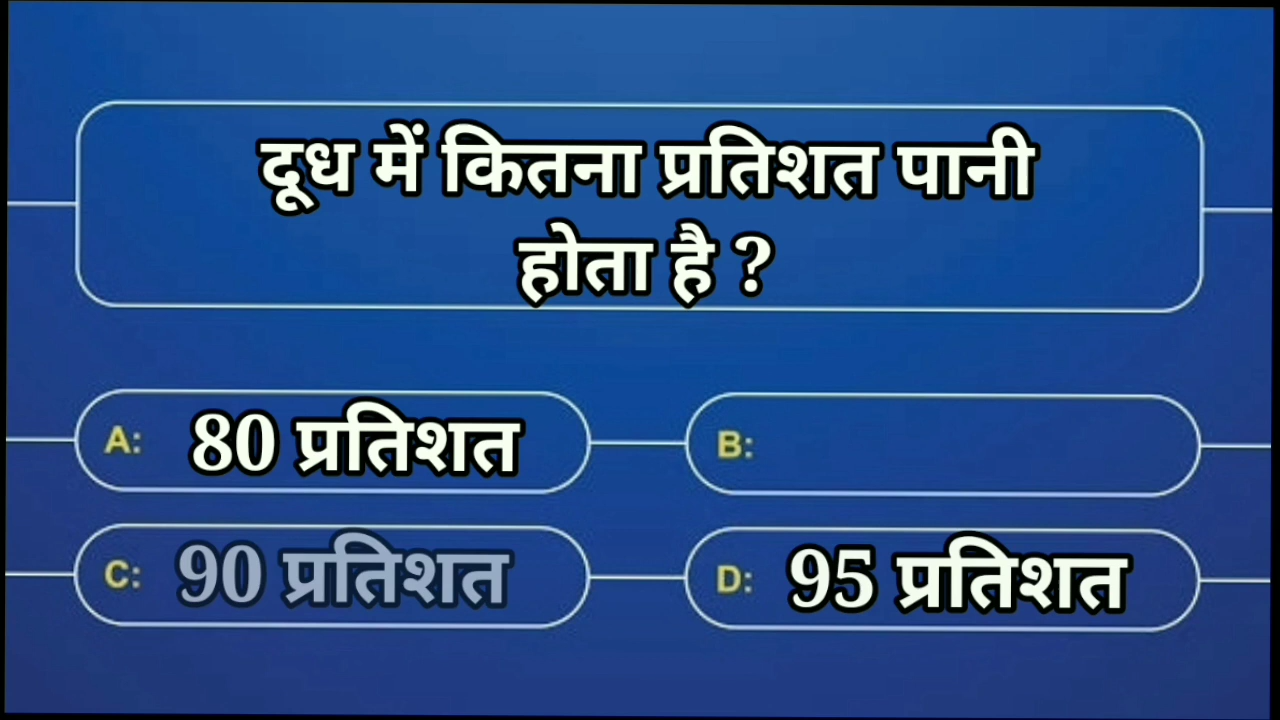 दूध में कितना प्रतिशत पानी
होता है ?
A: 80 प्रतिशत
B:
C: 90 प्रतिशत
D: 95 प्रतिशत